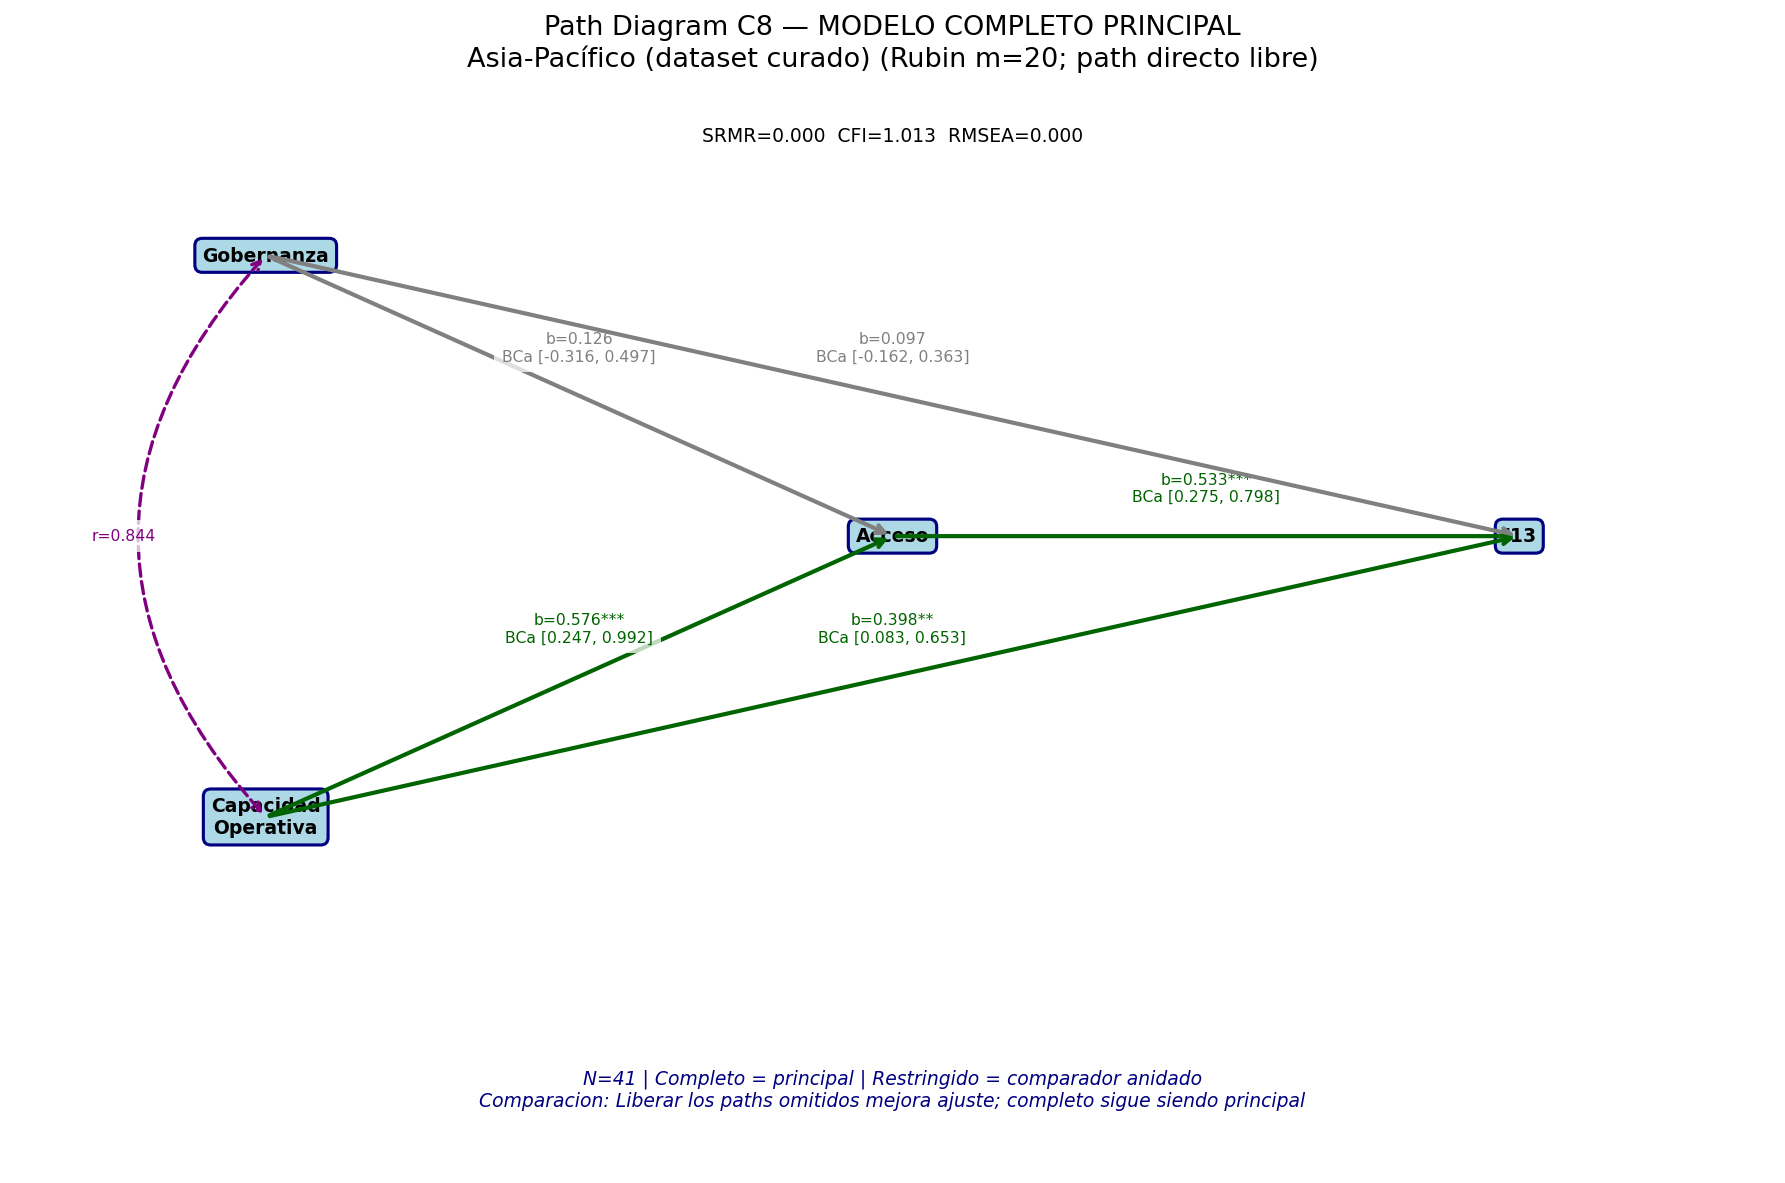 Path Diagram C8 — MODELO COMPLETO PRINCIPAL
Asia-Pacífico (dataset curado) (Rubin m=20; path directo libre)
SRMR=0.000  CFI=1.013  RMSEA=0.000
Gobernanza
b=0.126
BCa [-0.316, 0.497]
b=0.097
BCa [-0.162, 0.363]
b=0.533***
BCa [0.275, 0.798]
r=0.844
Acceso
b=0.576***
BCa [0.247, 0.992]
b=0.398**
BCa [0.083, 0.653]
Capacidad
Operativa
N=41 | Completo = principal | Restringido = comparador anidado
Comparacion: Liberar los paths omitidos mejora ajuste; completo sigue siendo principal